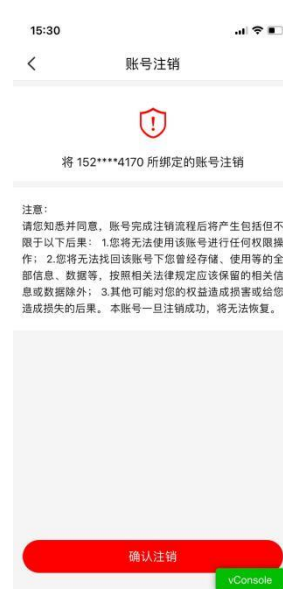 15:30
账号注销
将 152****4170 所绑定的账号注销
注意：
请您知悉并同意，账号完成注销流程后将产生包括但不
限于以下后果： 1.您将无法使用该账号进行任何权限操
作； 2.您将无法找回该账号下您曾经存储、使用等的全
部信息、数据等，按照相关法律规定应该保留的相关信
息或数据除外； 3.其他可能对您的权益造成损害或给您
造成损失的后果。 本账号一旦注销成功，将无法恢复。
确认注销
vConsole